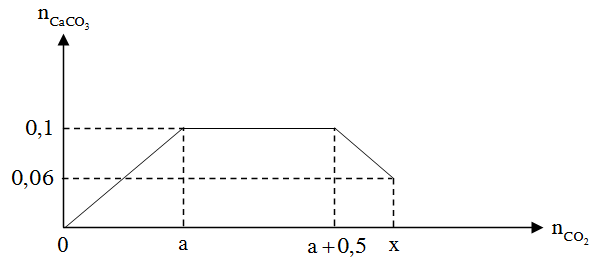 n_CaCO₃
0,1
0,06
0
a
a+0,5
x
n_CO₂